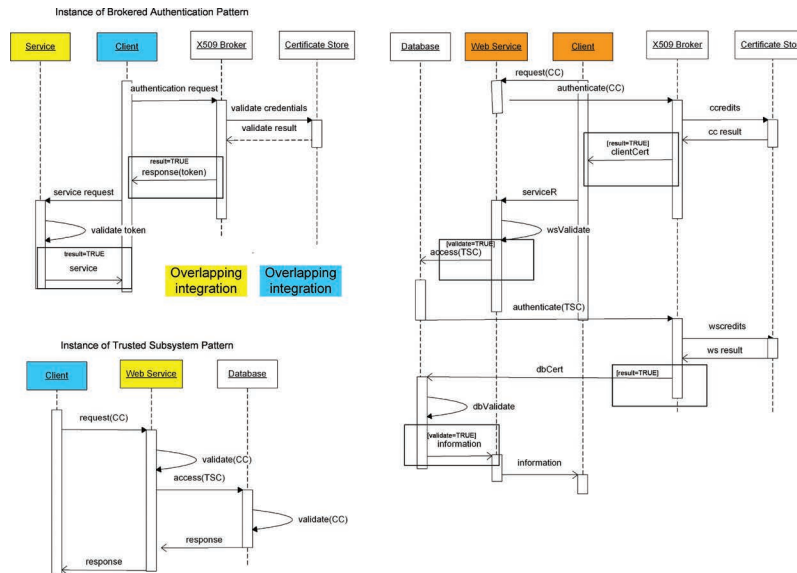 Instance of Brokered Authentication Pattern
Service
Client
X509 Broker
Certificate Store
authentication request
validate credentials
validate result
result=TRUE
response(token)
service request
validate token
tresult=TRUE
service
Overlapping
integration
Overlapping
integration
Instance of Trusted Subsystem Pattern
Client
Web Service
Database
request(CC)
validate(CC)
access(TSC)
validate(CC)
response
response
Database
Web Service
Client
X509 Broker
Certificate Store
request(CC)
authenticate(CC)
ccredits
cc result
[result=TRUE]
clientCert
serviceR
wsValidate
[validate=TRUE]
access(TSC)
authenticate(TSC)
wscredits
ws result
dbCert
[result=TRUE]
dbValidate
[validate=TRUE]
information
information